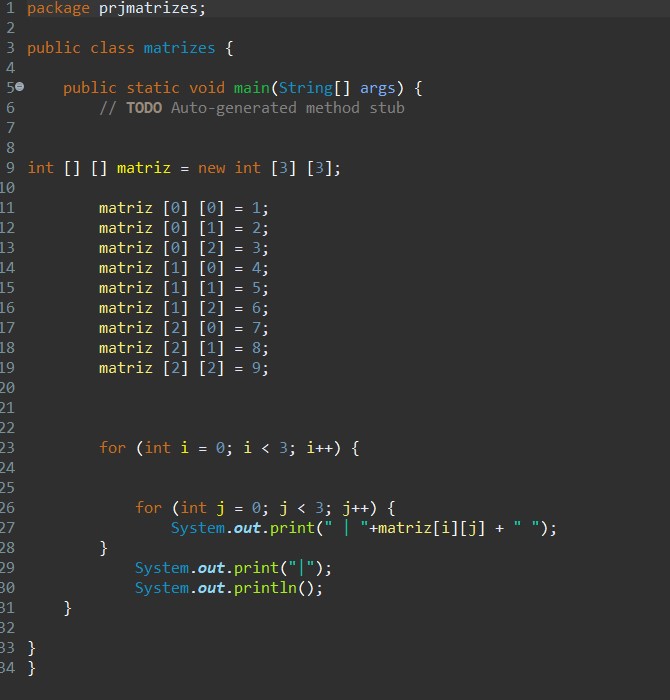 1 package prjmatrizes;
2
3 public class matrizes {
4
5     public static void main(String[] args) {
6         // TODO Auto-generated method stub
7
8
9 int [] [] matriz = new int [3] [3];
10
11         matriz [0] [0] = 1;
12         matriz [0] [1] = 2;
13         matriz [0] [2] = 3;
14         matriz [1] [0] = 4;
15         matriz [1] [1] = 5;
16         matriz [1] [2] = 6;
17         matriz [2] [0] = 7;
18         matriz [2] [1] = 8;
19         matriz [2] [2] = 9;
20
21
22
23         for (int i = 0; i < 3; i++) {
24
25
26             for (int j = 0; j < 3; j++) {
27                 System.out.print(" | "+matriz[i][j] + " ");
28         }
29             System.out.print("|");
30             System.out.println();
31     }
32
33 }
34 }